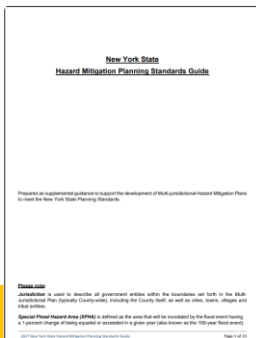 New York State
Hazard Mitigation Planning Standards Guide
Prepared as supplemental guidance to support the development of Multi-jurisdictional Hazard Mitigation Plans
to meet the New York State Planning Standards.
Please note:
Jurisdiction is used to describe all government entities within the boundaries set forth in the Multi-
Jurisdictional Plan (typically County-wide), including the County itself, as well as cities, towns, villages and
tribal entities.
Special Flood Hazard Area (SFHA) is defined as the area that will be inundated by the flood event having
a 1-percent change of being equaled or exceeded in a given year (also known as the 100-year flood event).
2017 New York State Hazard Mitigation Planning Standards Guide Page 1 of 15